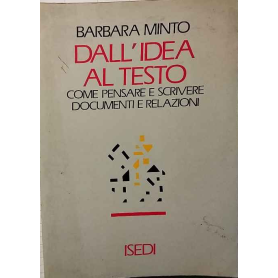 BARBARA MINTO
DALL'IDEA
AL TESTO
COME PENSARE E SCRIVERE
DOCUMENTI E RELAZIONI
ISEDI